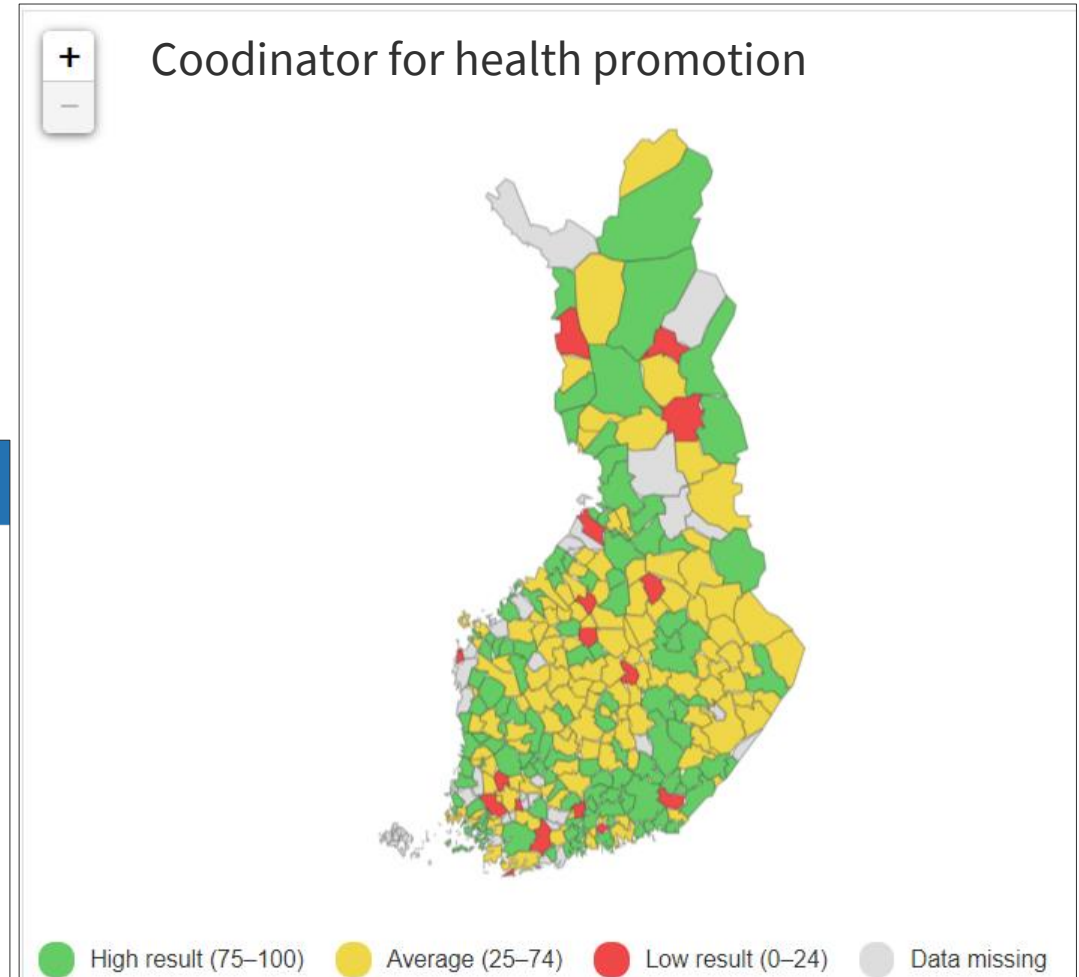 +
−
Coodinator for health promotion
High result (75–100) Average (25–74) Low result (0–24) Data missing